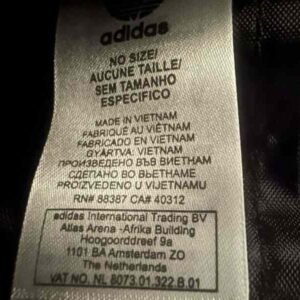 adidas
NO SIZE/
AUCUNE TAILLE/
SEM TAMANHO
ESPECIFICO
MADE IN VIETNAM
FABRIQUÉ AU VIÊTNAM
FABRICADO EN VIETNAM
GYÁRTVA: VIETNAM
ПРОИЗВЕДЕНО ВЪВ ВИЕТНАМ
СДЕЛАНО ВО ВЬЕТНАМЕ
PROIZVEDENO U VIJETNAMU
RN# 88387 CA# 40312
adidas International Trading BV
Atlas Arena -Afrika Building
Hoogoorddreef 9a
1101 BA Amsterdam ZO
The Netherlands
VAT NO. NL 8073.01.322.B.01